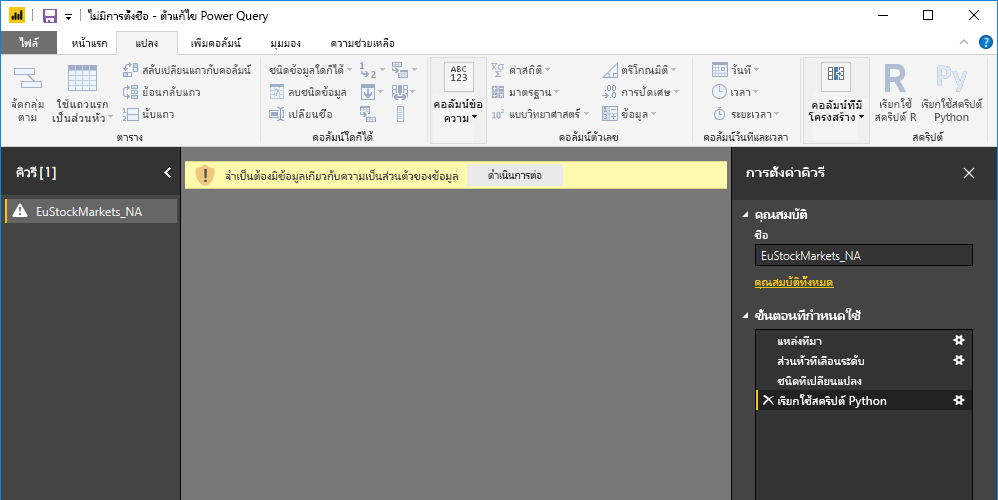 ไม่มีการตั้งชื่อ - ตัวแก้ไข Power Query
ไฟล์ หน้าแรก แปลง เพิ่มคอลัมน์ มุมมอง ความช่วยเหลือ
จัดกลุ่ม
ตาม
ใช้แถวแรก
เป็นส่วนหัว
สลับเปลี่ยนแถวกับคอลัมน์
ย้อนกลับแถว
นับแถว
ตาราง
ชนิดข้อมูลใดก็ได้
ลบชนิดข้อมูล
เปลี่ยนชื่อ
คอลัมน์ใดก็ได้
ABC
123
คอลัมน์ข้อ
ความ
ค่าสถิติ
มาตรฐาน
แบบวิทยาศาสตร์
ตรีโกณมิติ
การปัดเศษ
ข้อมูล
คอลัมน์ตัวเลข
วันที่
เวลา
ระยะเวลา
คอลัมน์วันที่และเวลา
คอลัมน์ที่มี
โครงสร้าง
R
เรียกใช้
สคริปต์ R
Py
เรียกใช้สคริปต์
Python
สคริปต์
คิวรี [1]
EuStockMarkets_NA
จำเป็นต้องมีข้อมูลเกี่ยวกับความเป็นส่วนตัวของข้อมูล ดำเนินการต่อ
การตั้งค่าคิวรี
คุณสมบัติ
ชื่อ
EuStockMarkets_NA
คุณสมบัติทั้งหมด
ขั้นตอนที่กำหนดใช้
แหล่งที่มา
ส่วนหัวที่เลื่อนระดับ
ชนิดที่เปลี่ยนแปลง
เรียกใช้สคริปต์ Python